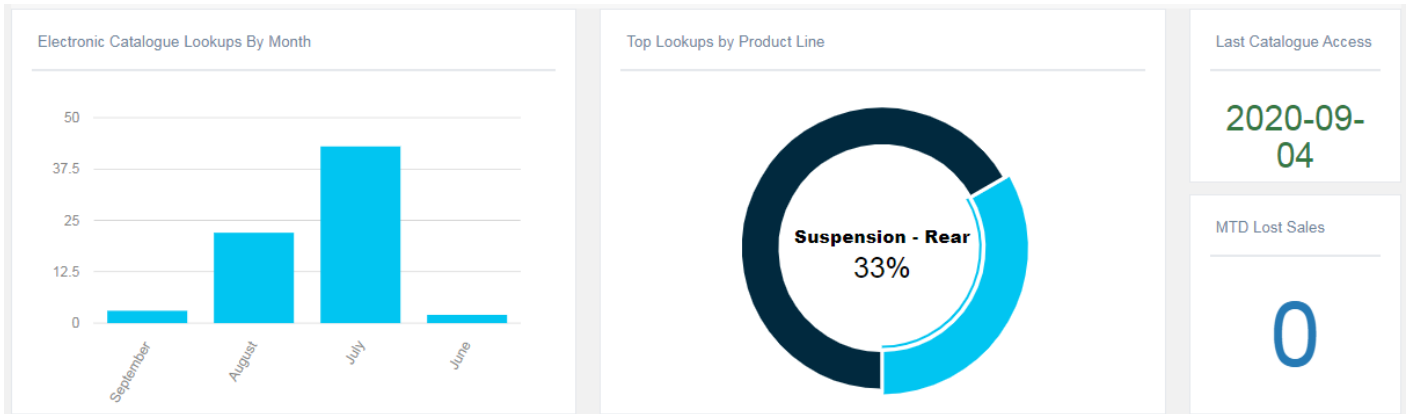 Electronic Catalogue Lookups By Month
50
37.5
25
12.5
0
September
August
July
June
Top Lookups by Product Line
Suspension - Rear
33%
Last Catalogue Access
2020-09-
04
MTD Lost Sales
0